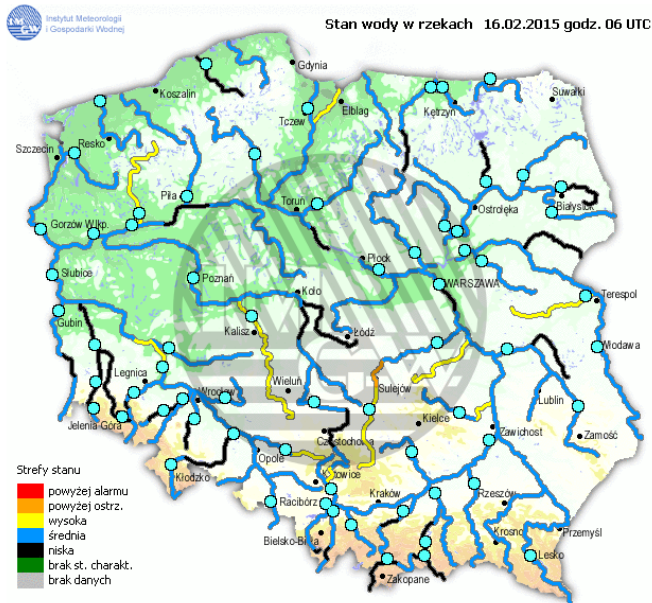 Instytut Meteorologii
i Gospodarki Wodnej
Stan wody w rzekach 16.02.2015 godz. 06 UTC
Gdynia
Koszalin
Suwałki
Tczew
Elbląg
Kętrzyn
Resko
Szczecin
Piła
Toruń
Ostrołęka
Białystok
Gorzów Wlkp.
Płock
Słubice
Poznań
Koło
WARSZAWA
Terespol
Gubin
Kalisz
Łódź
Włodawa
Legnica
Wrocław
Wieluń
Sulejów
Lublin
Jelenia Góra
Kielce
Zawichost
Zamość
Częstochowa
Opole
Strefy stanu
Kłodzko
Katowice
powyżej alarmu
powyżej ostrz.
wysoka
średnia
niska
brak st. charakt.
brak danych
Racibórz
Kraków
Rzeszów
Bielsko-Biała
Krosno
Przemyśl
Lesko
Zakopane